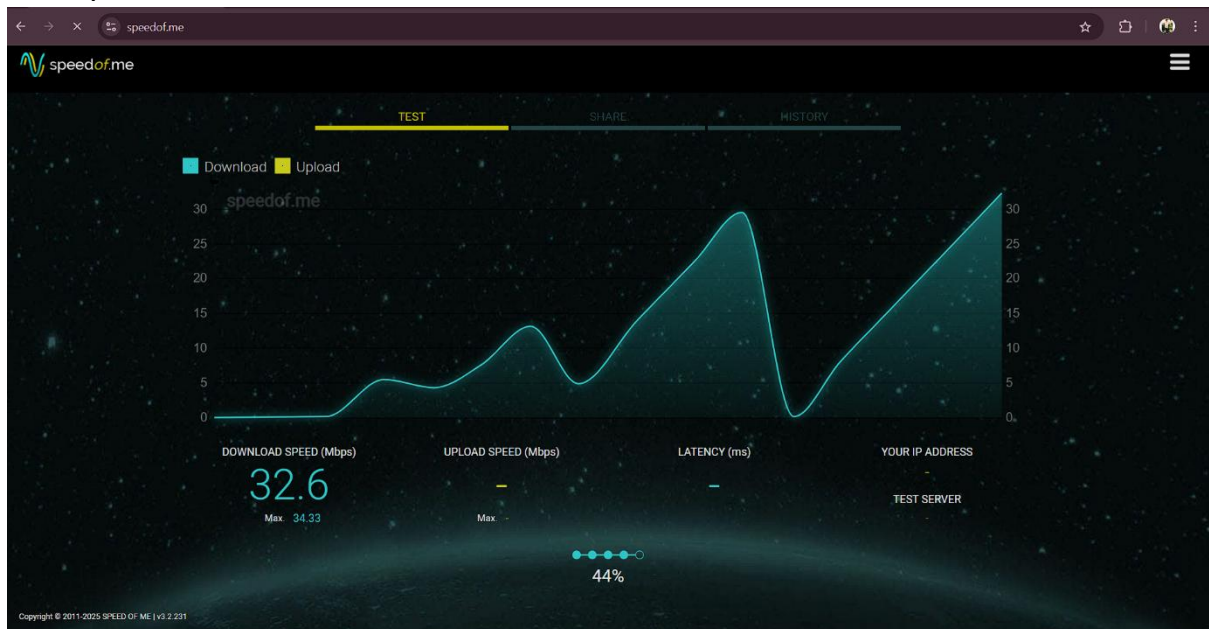 speedof.me
speedof.me
TEST
SHARE
HISTORY
Download
Upload
speedof.me
30
25
20
15
10
5
0
30
25
20
15
10
5
0
DOWNLOAD SPEED (Mbps)
32.6
Max. 34.33
UPLOAD SPEED (Mbps)
–
Max. -
LATENCY (ms)
–
YOUR IP ADDRESS
-
TEST SERVER
-
44%
Copyright © 2011-2025 SPEED OF ME | v3.2.231